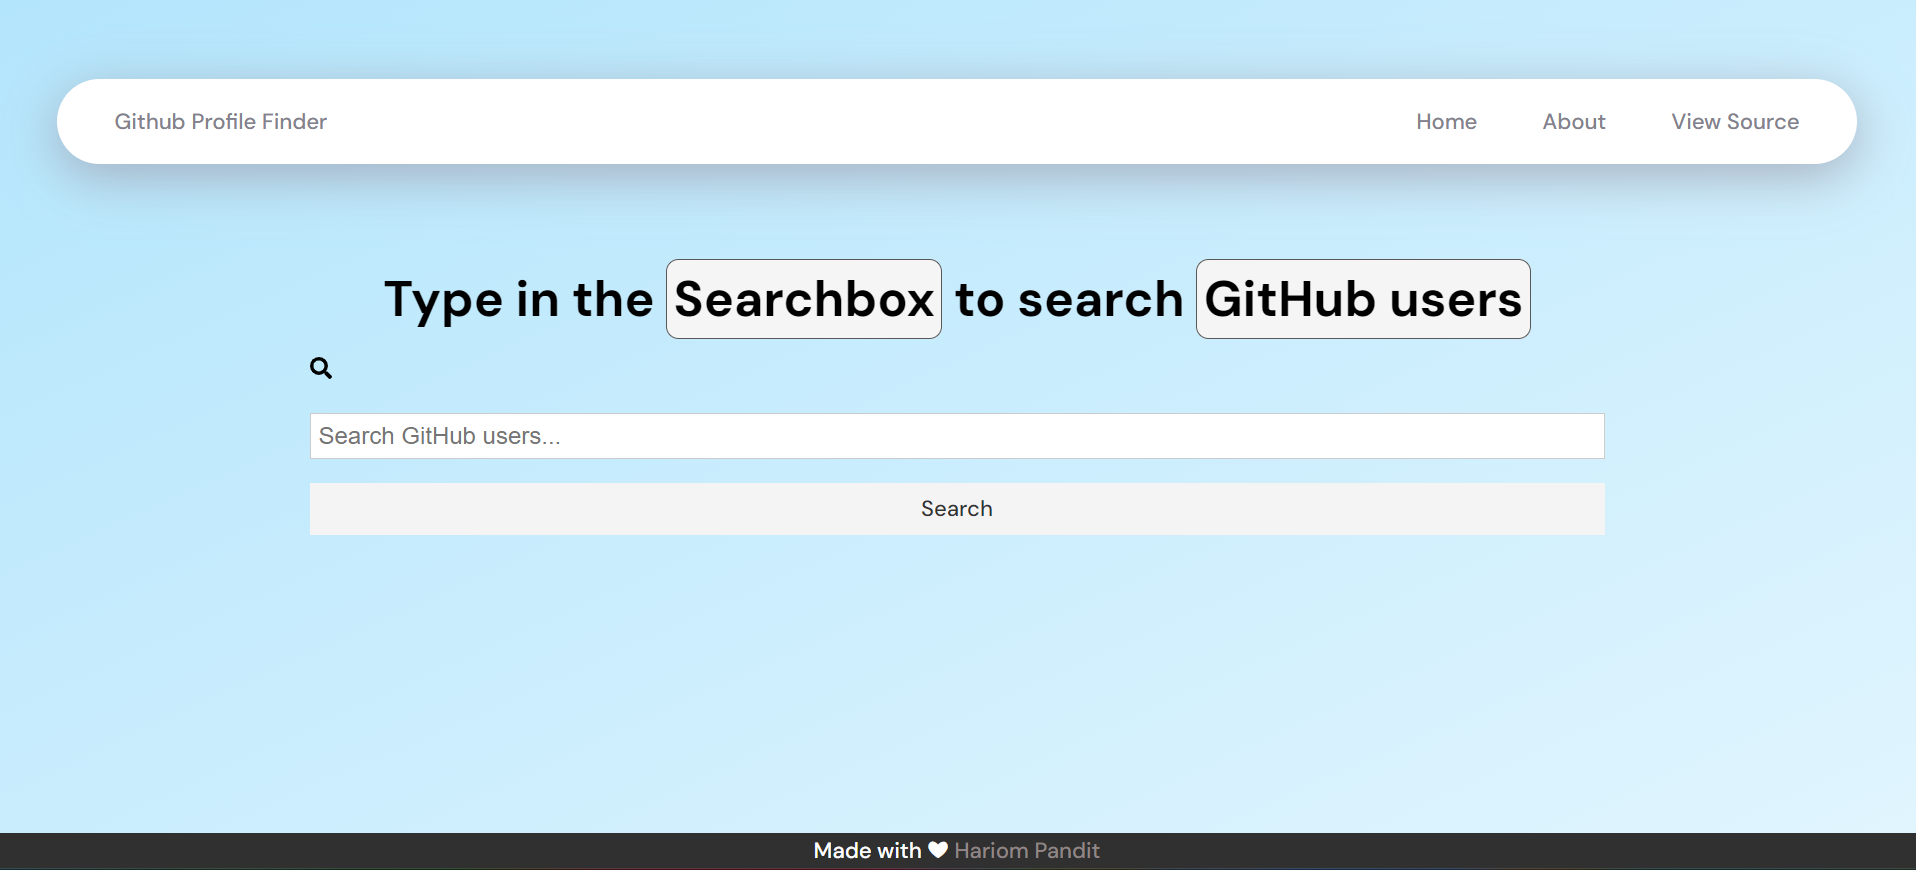 Github Profile Finder Home About View Source
Type in the Searchbox to search GitHub users
Search GitHub users...
Search
Made with Hariom Pandit